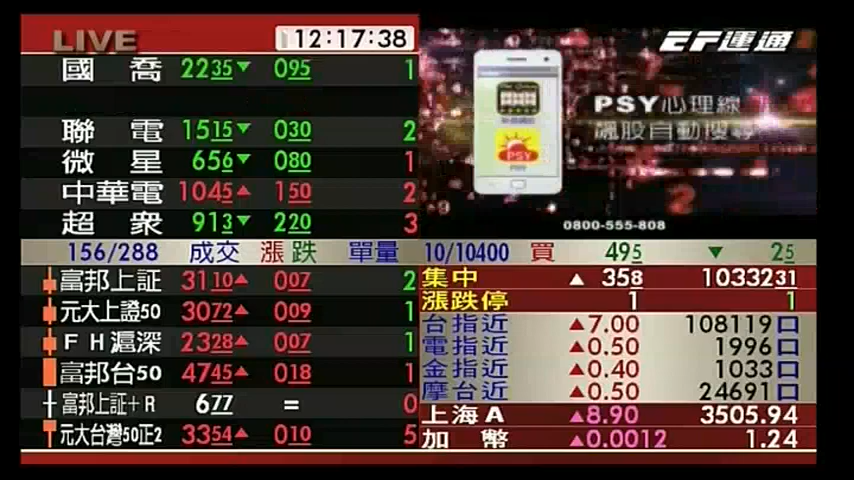 LIVE 12:17:38
國喬 2235▼ 095 1
聯電 1515▼ 030 2
微星 656▼ 080 1
中華電 1045▲ 150 2
超眾 913▼ 220 3
156/288 成交 漲跌 單量
富邦上証 3110▲ 007 2
元大上證50 3072▲ 009 1
FH滬深 2328▲ 007 1
富邦台50 4745▲ 018 1
富邦上証+R 677 = 0
元大台灣50正2 3354▲ 010 5
EF運通
PSY心理線
飆股自動搜尋
PSY
0800-555-808
10/10400 買 495 ▼ 25
集中 ▲ 358 1033231
漲跌停 1 1
台指近 ▲7.00 108119口
電指近 ▲0.50 1996口
金指近 ▲0.40 1033口
摩台近 ▲0.50 24691口
上海A ▲8.90 3505.94
加幣 ▲0.0012 1.24